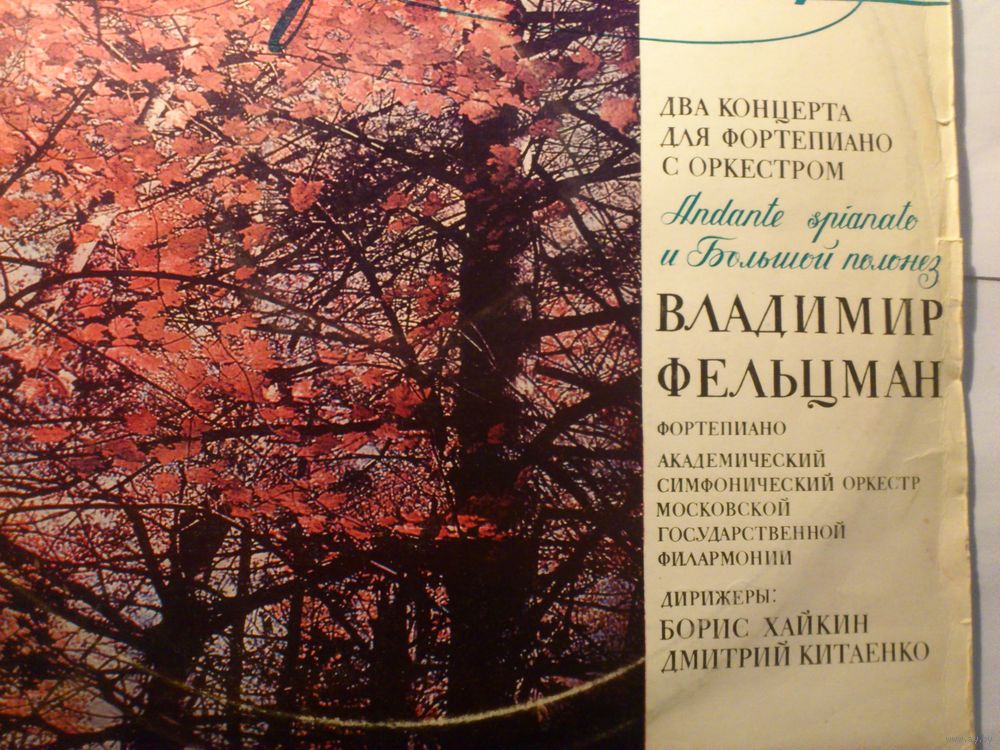 ДВА КОНЦЕРТА
ДЛЯ ФОРТЕПИАНО
С ОРКЕСТРОМ
Andante spianato
и Большой полонез
ВЛАДИМИР
ФЕЛЬЦМАН
ФОРТЕПИАНО
АКАДЕМИЧЕСКИЙ
СИМФОНИЧЕСКИЙ ОРКЕСТР
МОСКОВСКОЙ
ГОСУДАРСТВЕННОЙ
ФИЛАРМОНИИ
ДИРИЖЕРЫ:
БОРИС ХАЙКИН
ДМИТРИЙ КИТАЕНКО